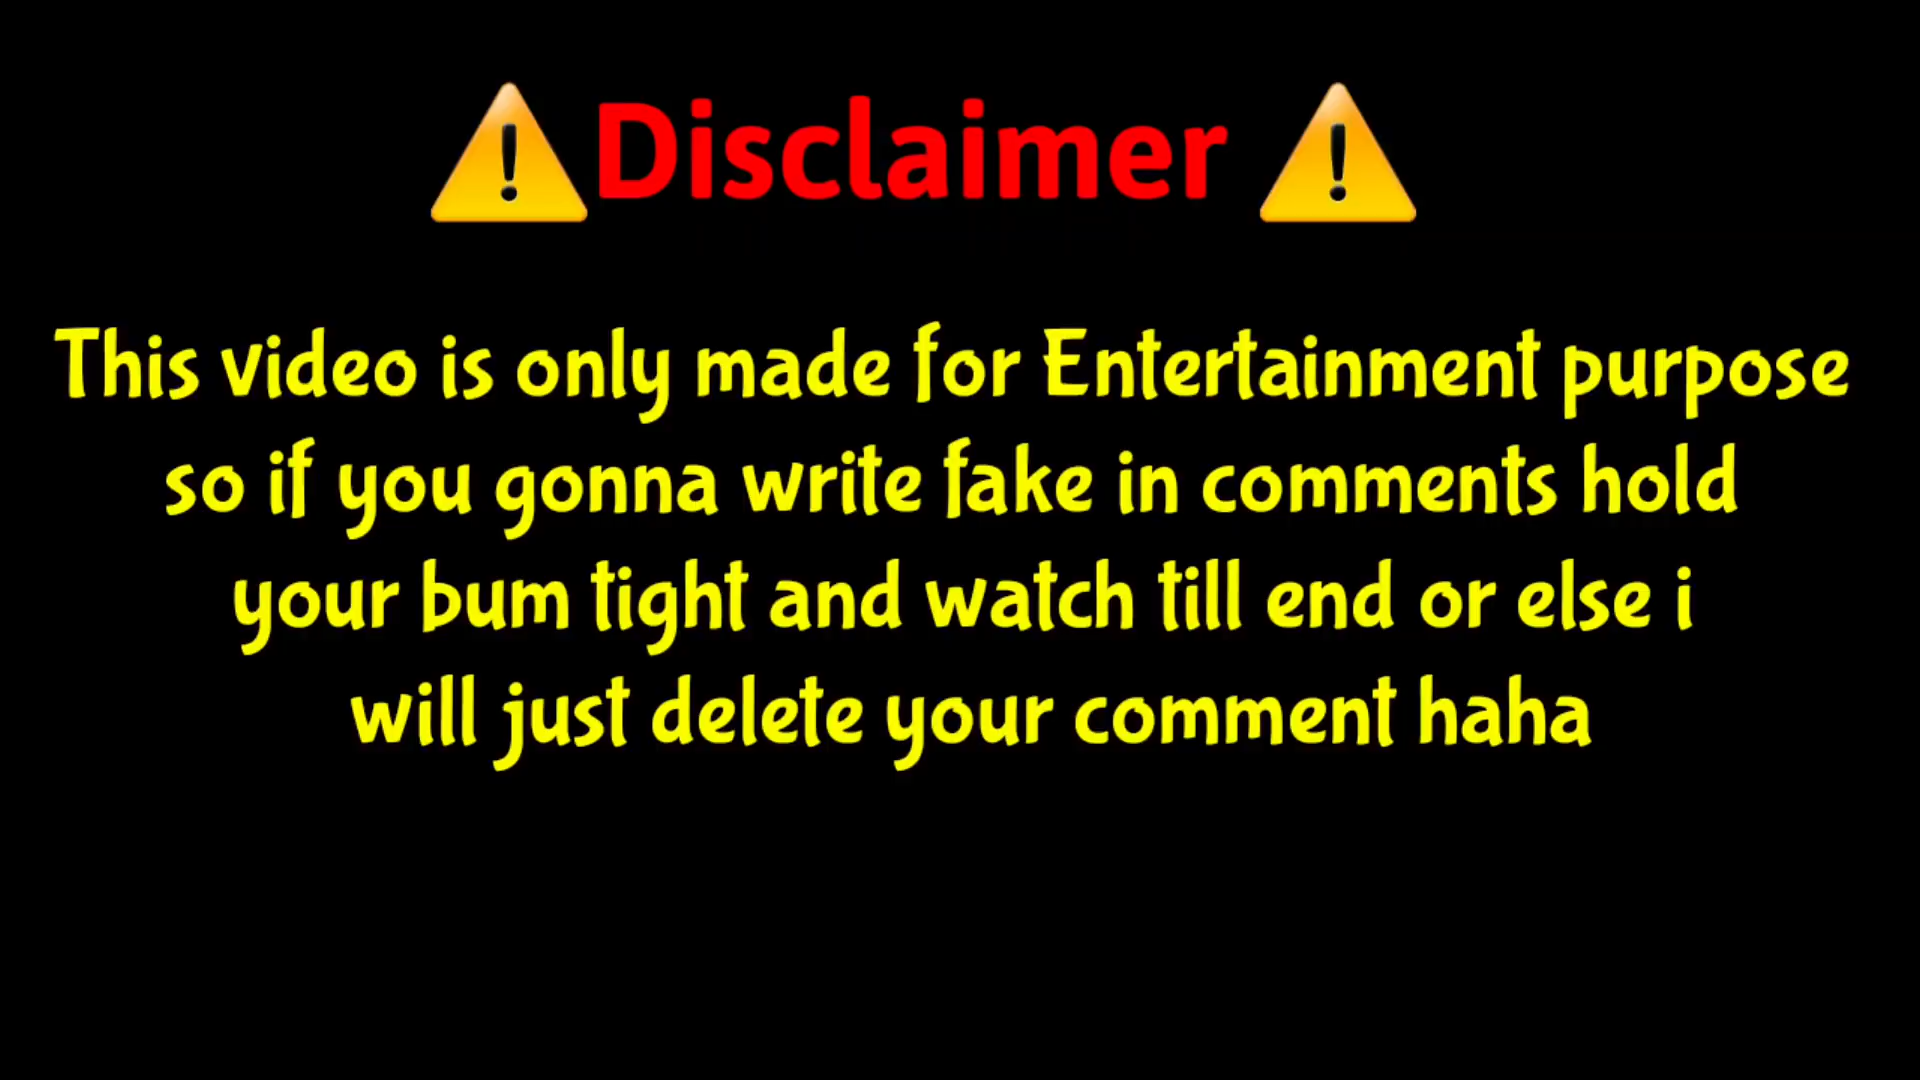 ⚠️Disclaimer ⚠️
This video is only made for Entertainment purpose
so if you gonna write fake in comments hold
your bum tight and watch till end or else i
will just delete your comment haha